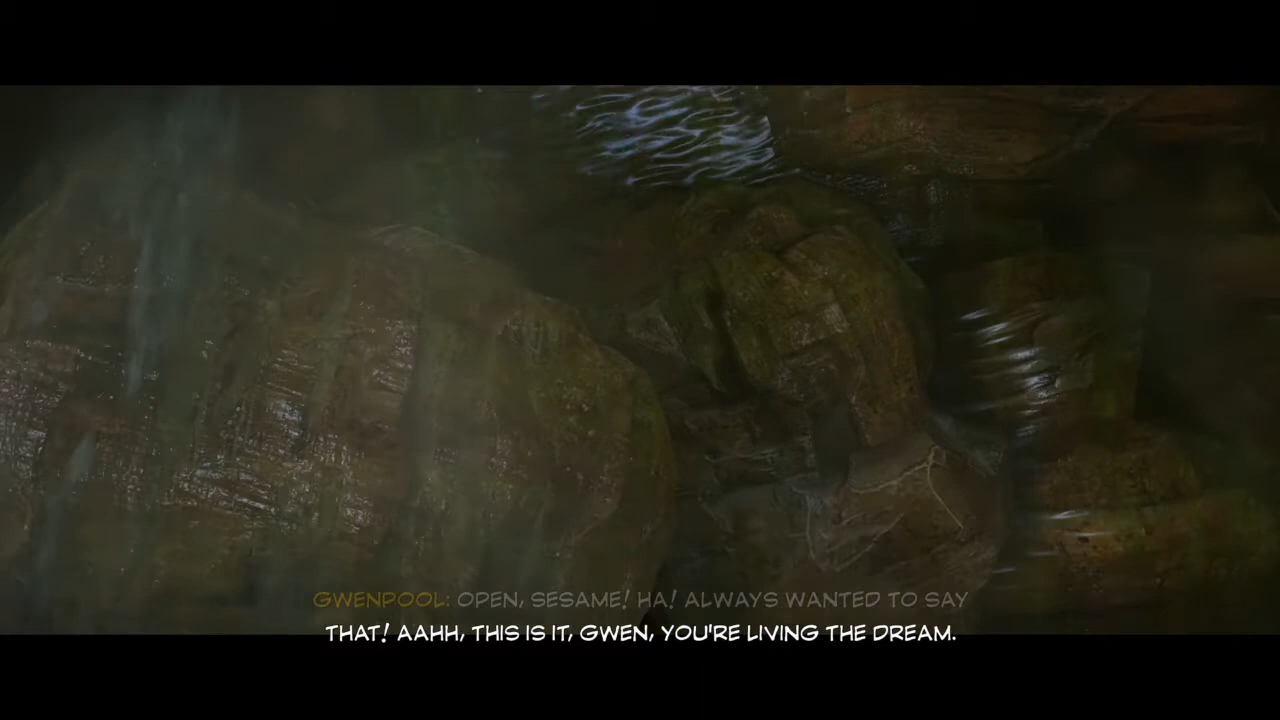 GWENPOOL: OPEN, SESAME! HA! ALWAYS WANTED TO SAY
THAT! AAHH, THIS IS IT, GWEN, YOU'RE LIVING THE DREAM.